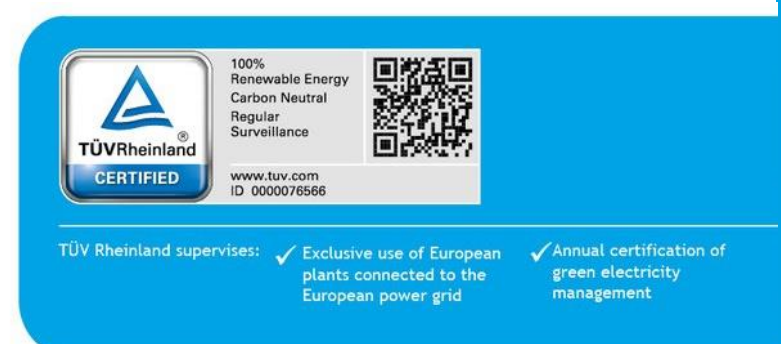 100%
Renewable Energy
Carbon Neutral
Regular
Surveillance
®
TÜVRheinland
CERTIFIED
www.tuv.com
ID 0000076566
TÜV Rheinland supervises:
Exclusive use of European
plants connected to the
European power grid
Annual certification of
green electricity
management